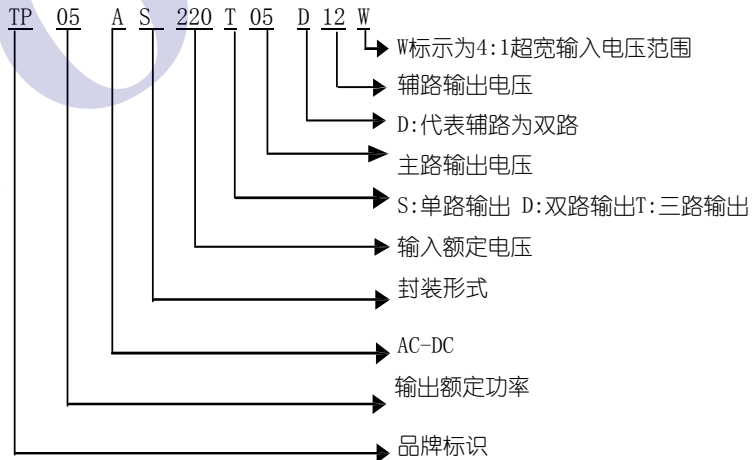 TP 05 A S 220 T 05 D 12 W
W标示为4:1超宽输入电压范围
辅路输出电压
D:代表辅路为双路
主路输出电压
S:单路输出 D:双路输出T:三路输出
输入额定电压
封装形式
AC-DC
输出额定功率
品牌标识